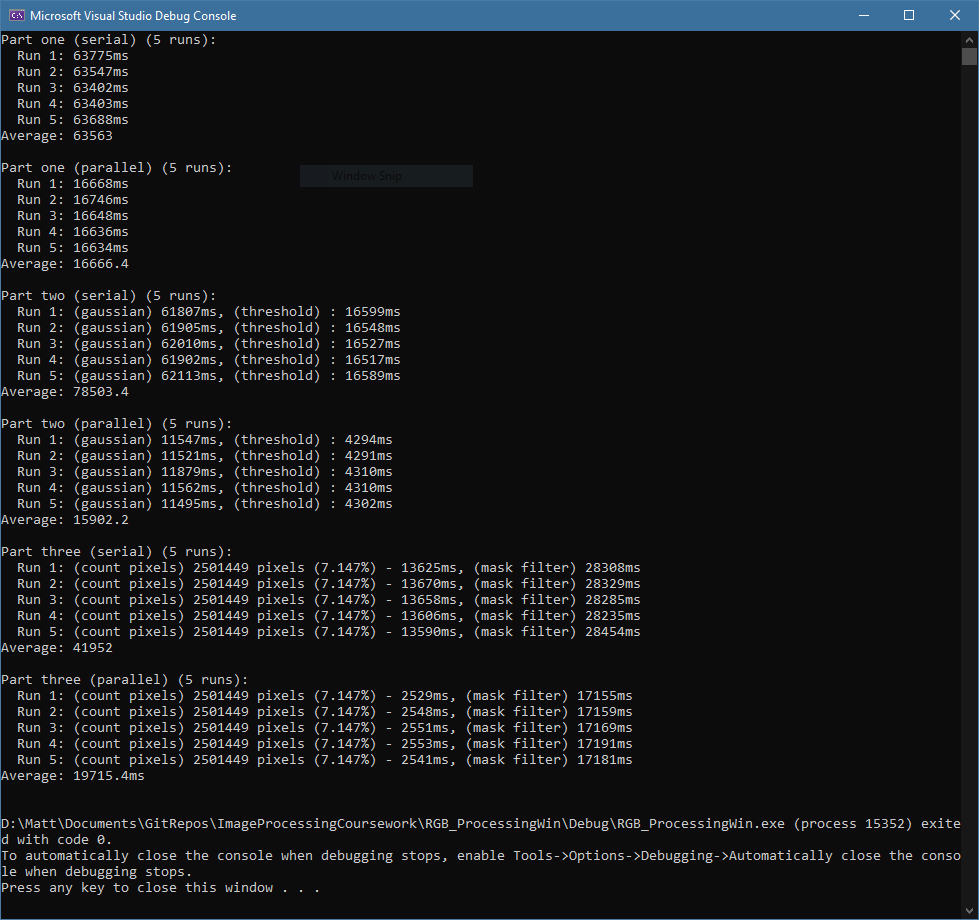 Microsoft Visual Studio Debug Console
Part one (serial) (5 runs):
  Run 1: 63775ms
  Run 2: 63547ms
  Run 3: 63402ms
  Run 4: 63403ms
  Run 5: 63688ms
Average: 63563

Part one (parallel) (5 runs):
Window Snip
  Run 1: 16668ms
  Run 2: 16746ms
  Run 3: 16648ms
  Run 4: 16636ms
  Run 5: 16634ms
Average: 16666.4

Part two (serial) (5 runs):
  Run 1: (gaussian) 61807ms, (threshold) : 16599ms
  Run 2: (gaussian) 61905ms, (threshold) : 16548ms
  Run 3: (gaussian) 62010ms, (threshold) : 16527ms
  Run 4: (gaussian) 61902ms, (threshold) : 16517ms
  Run 5: (gaussian) 62113ms, (threshold) : 16589ms
Average: 78503.4

Part two (parallel) (5 runs):
  Run 1: (gaussian) 11547ms, (threshold) : 4294ms
  Run 2: (gaussian) 11521ms, (threshold) : 4291ms
  Run 3: (gaussian) 11879ms, (threshold) : 4310ms
  Run 4: (gaussian) 11562ms, (threshold) : 4310ms
  Run 5: (gaussian) 11495ms, (threshold) : 4302ms
Average: 15902.2

Part three (serial) (5 runs):
  Run 1: (count pixels) 2501449 pixels (7.147%) - 13625ms, (mask filter) 28308ms
  Run 2: (count pixels) 2501449 pixels (7.147%) - 13670ms, (mask filter) 28329ms
  Run 3: (count pixels) 2501449 pixels (7.147%) - 13658ms, (mask filter) 28285ms
  Run 4: (count pixels) 2501449 pixels (7.147%) - 13606ms, (mask filter) 28235ms
  Run 5: (count pixels) 2501449 pixels (7.147%) - 13590ms, (mask filter) 28454ms
Average: 41952

Part three (parallel) (5 runs):
  Run 1: (count pixels) 2501449 pixels (7.147%) - 2529ms, (mask filter) 17155ms
  Run 2: (count pixels) 2501449 pixels (7.147%) - 2548ms, (mask filter) 17159ms
  Run 3: (count pixels) 2501449 pixels (7.147%) - 2551ms, (mask filter) 17169ms
  Run 4: (count pixels) 2501449 pixels (7.147%) - 2553ms, (mask filter) 17191ms
  Run 5: (count pixels) 2501449 pixels (7.147%) - 2541ms, (mask filter) 17181ms
Average: 19715.4ms

D:\Matt\Documents\GitRepos\ImageProcessingCoursework\RGB_ProcessingWin\Debug\RGB_ProcessingWin.exe (process 15352) exite
d with code 0.
To automatically close the console when debugging stops, enable Tools->Options->Debugging->Automatically close the conso
le when debugging stops.
Press any key to close this window . . .